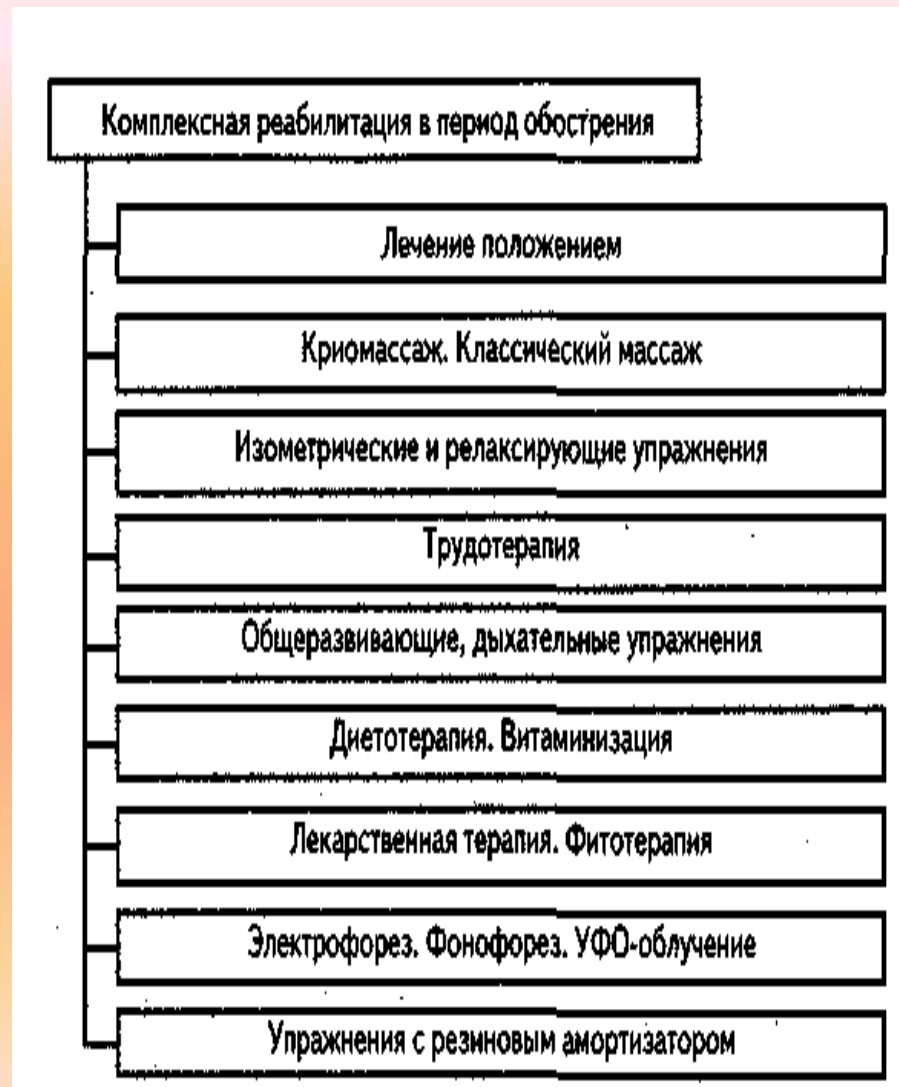 Комплексная реабилитация в период обострения
Лечение положением
Криомассаж. Классический массаж
Изометрические и релаксирующие упражнения
Трудотерапия
Общеразвивающие, дыхательные упражнения
Диетотерапия. Витаминизация
Лекарственная терапия. Фитотерапия
Электрофорез. Фонофорез. УФО-облучение
Упражнения с резиновым амортизатором